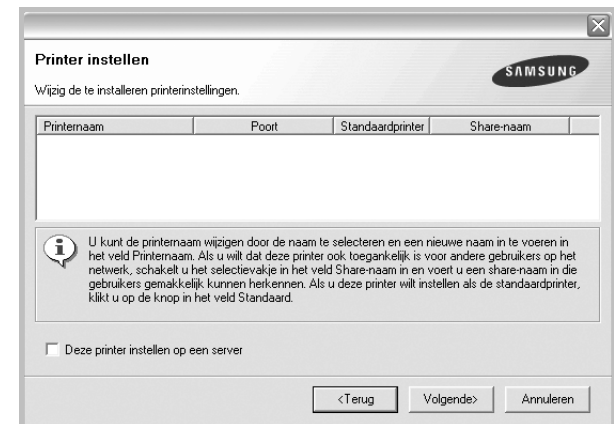 Printer instellen
Wijzig de te installeren printerinstellingen.
SAMSUNG
Printernaam Poort Standaardprinter Share-naam
U kunt de printernaam wijzigen door de naam te selecteren en een nieuwe naam in te voeren in
het veld Printernaam. Als u wilt dat deze printer ook toegankelijk is voor andere gebruikers op het
netwerk, schakelt u het selectievakje in het veld Share-naam in en voert u een share-naam in die
gebruikers gemakkelijk kunnen herkennen. Als u deze printer wilt instellen als de standaardprinter,
klikt u op de knop in het veld Standaard.
Deze printer instellen op een server
<Terug Volgende> Annuleren